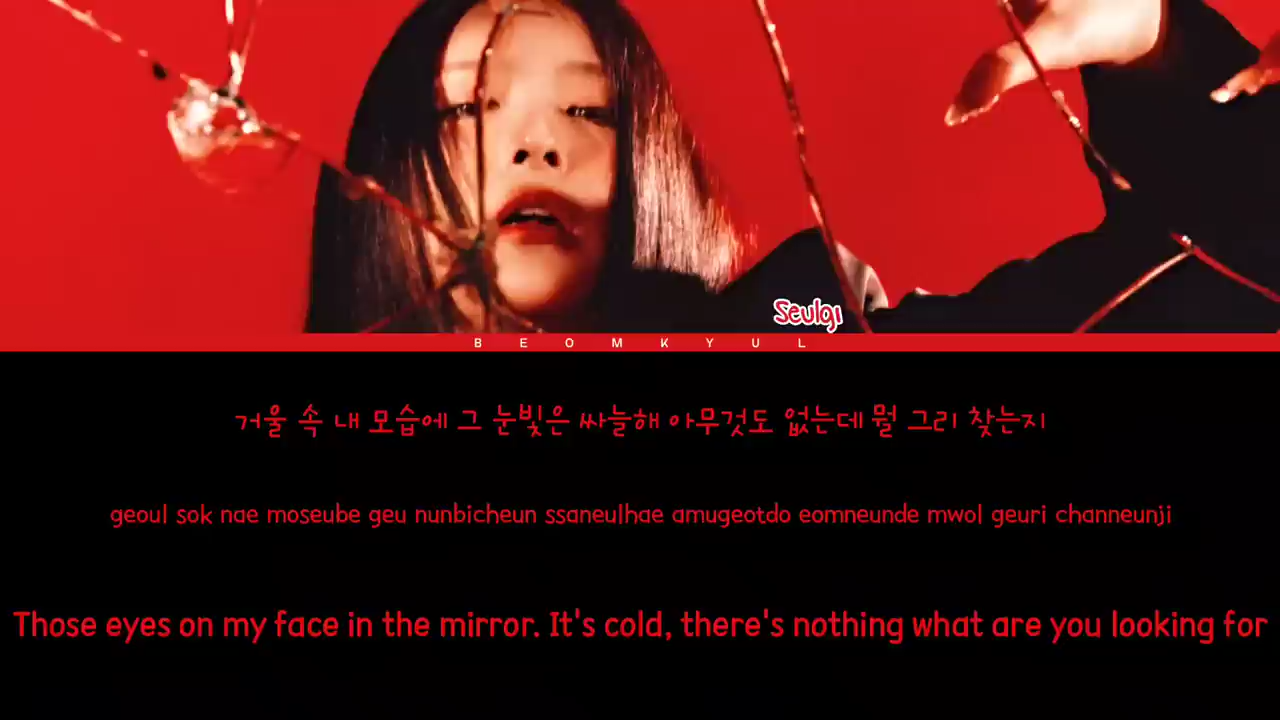 Seulgi
BEOMKYUL
거울 속 내 모습에 그 눈빛은 싸늘해 아무것도 없는데 뭘 그리 찾는지
geoul sok nae moseube geu nunbicheun ssaneulhae amugeotdo eomneunde mwol geuri channeunji
Those eyes on my face in the mirror. It's cold, there's nothing what are you looking for